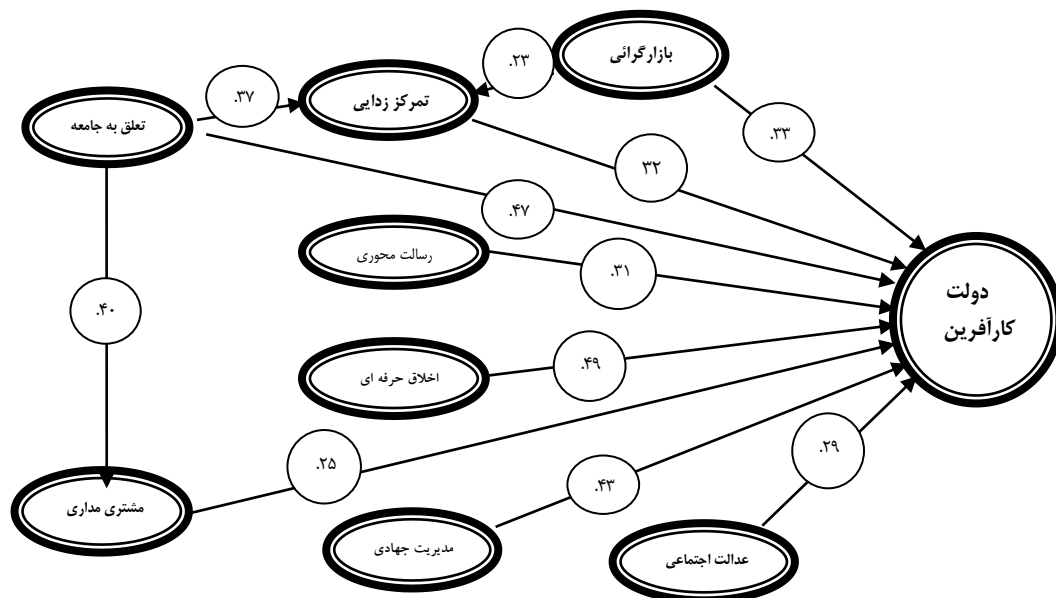 بازارگرائی
.۲۳
تمرکز زدایی
.۳۷
تعلق به جامعه
.۳۳
۳۲
.۴۷
رسالت محوری
.۳۱
دولت
کارآفرین
.۴۰
اخلاق حرفه ای
.۴۹
.۲۵
.۲۹
.۴۳
مشتری مداری
مدیریت جهادی
عدالت اجتماعی